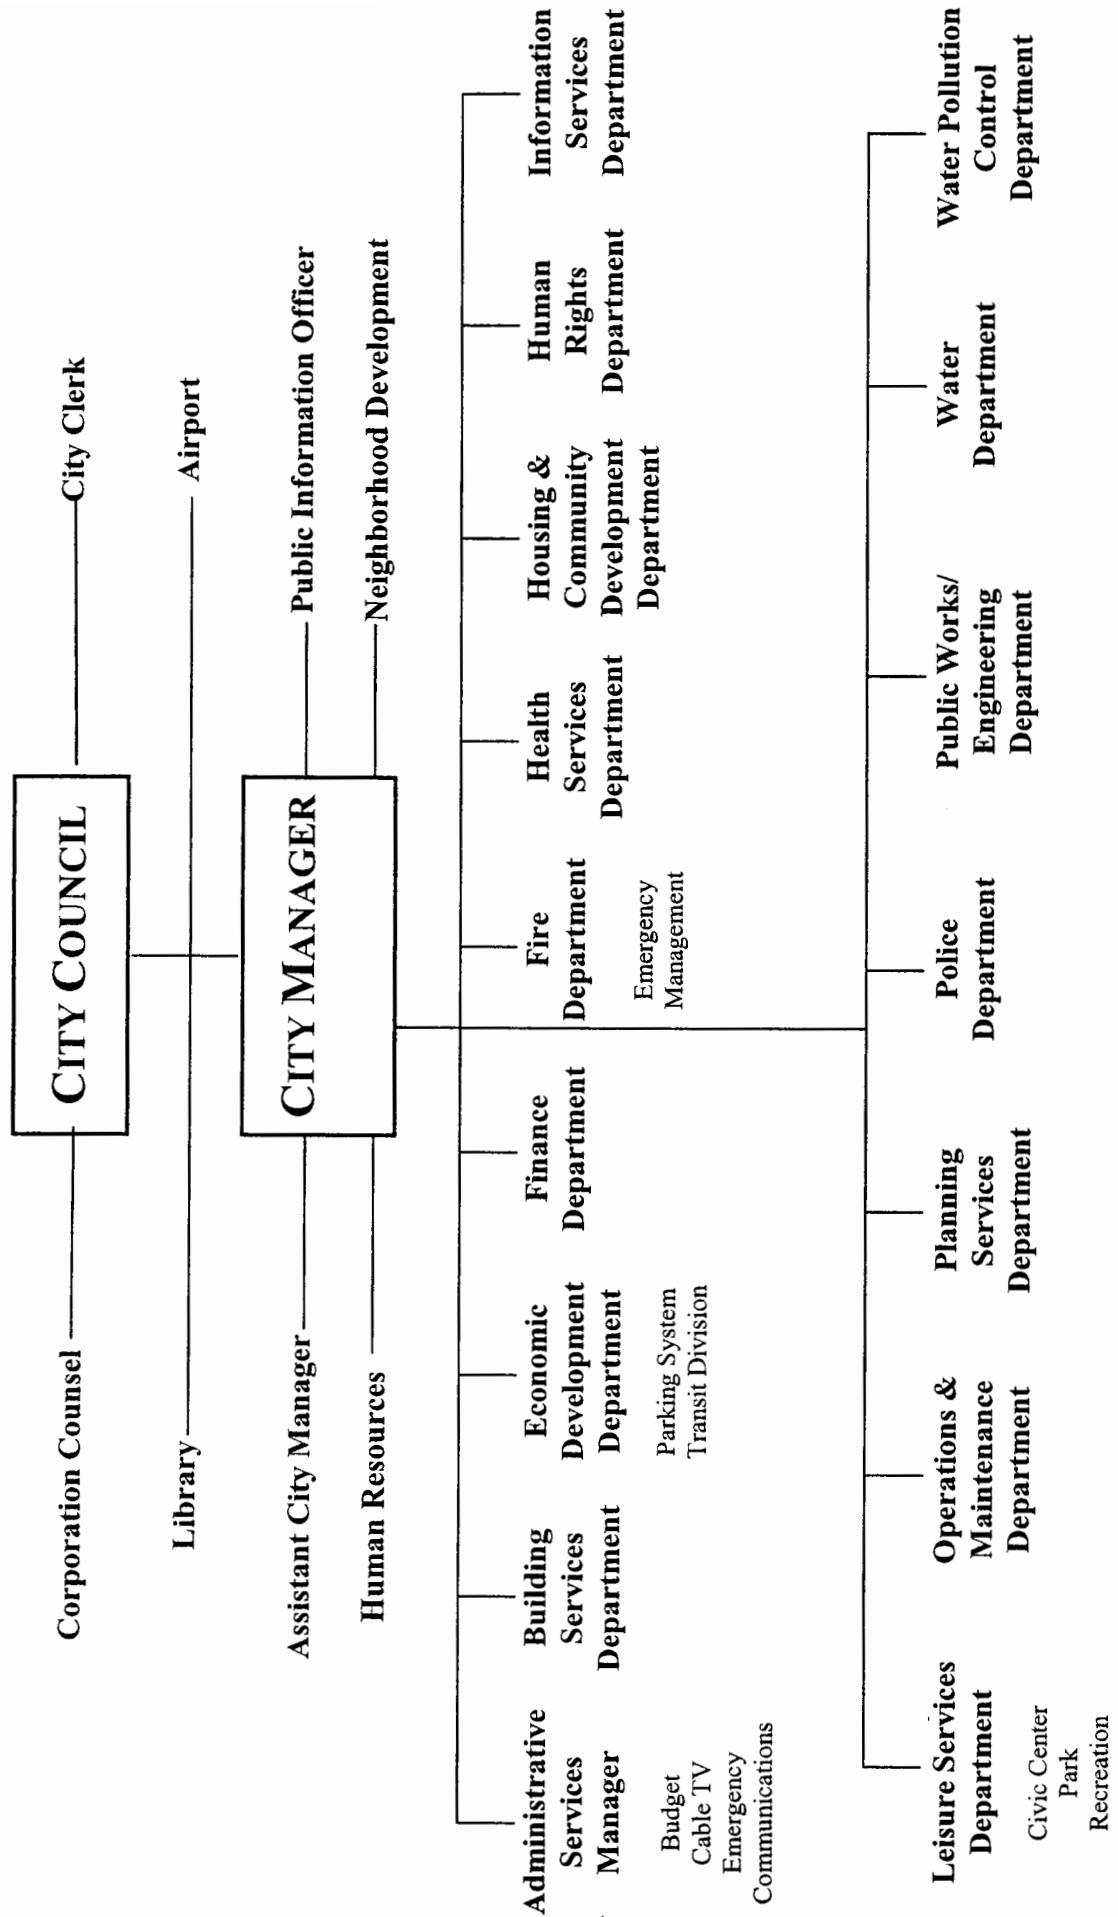 CITY COUNCIL
Corporation Counsel
City Clerk
Library
Airport
CITY MANAGER
Assistant City Manager
Public Information Officer
Human Resources
Neighborhood Development
Administrative
Services
Manager
Budget
Cable TV
Emergency
Communications
Building
Services
Department
Economic
Development
Department
Parking System
Transit Division
Finance
Department
Fire
Department
Emergency
Management
Health
Services
Department
Housing &
Community
Development
Department
Human
Rights
Department
Information
Services
Department
Leisure Services
Department
Civic Center
Park
Recreation
Operations &
Maintenance
Department
Planning
Services
Department
Police
Department
Public Works/
Engineering
Department
Water
Department
Water Pollution
Control
Department